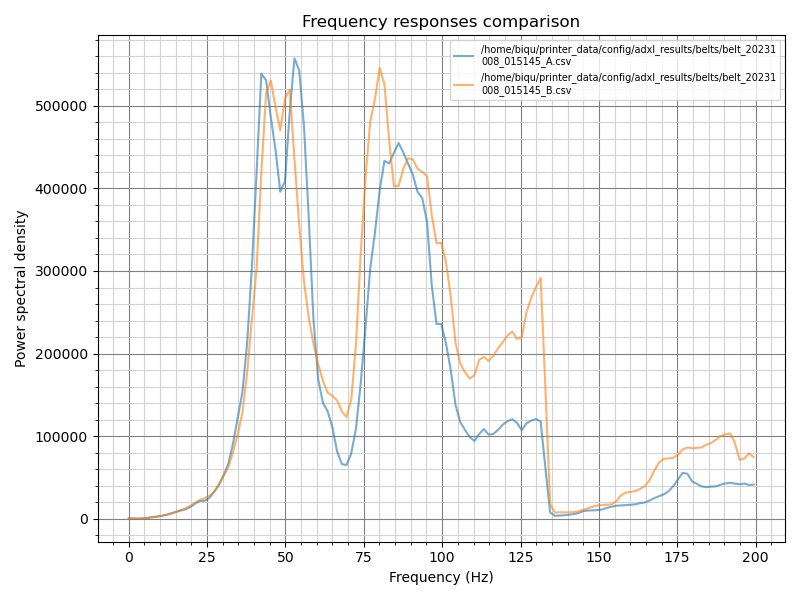 Frequency responses comparison
/home/biqu/printer_data/config/adxl_results/belts/belt_20231
008_015145_A.csv
/home/biqu/printer_data/config/adxl_results/belts/belt_20231
008_015145_B.csv
500000
400000
300000
200000
100000
0
Power spectral density
0 25 50 75 100 125 150 175 200
Frequency (Hz)